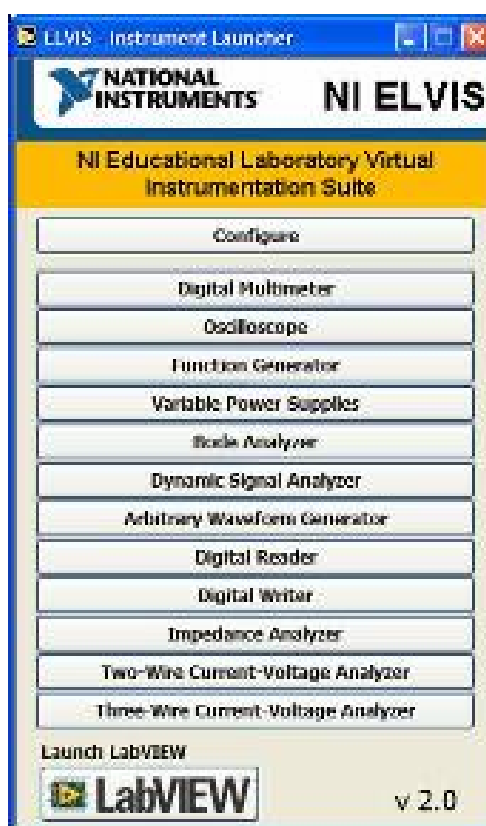 ELVIS - Instrument Launcher
NATIONAL
INSTRUMENTS
NI ELVIS
NI Educational Laboratory Virtual
Instrumentation Suite
Configure
Digital Multimeter
Oscilloscope
Function Generator
Variable Power Supplies
Bode Analyzer
Dynamic Signal Analyzer
Arbitrary Waveform Generator
Digital Reader
Digital Writer
Impedance Analyzer
Two-Wire Current-Voltage Analyzer
Three-Wire Current-Voltage Analyzer
Launch LabVIEW
LabVIEW
v 2.0